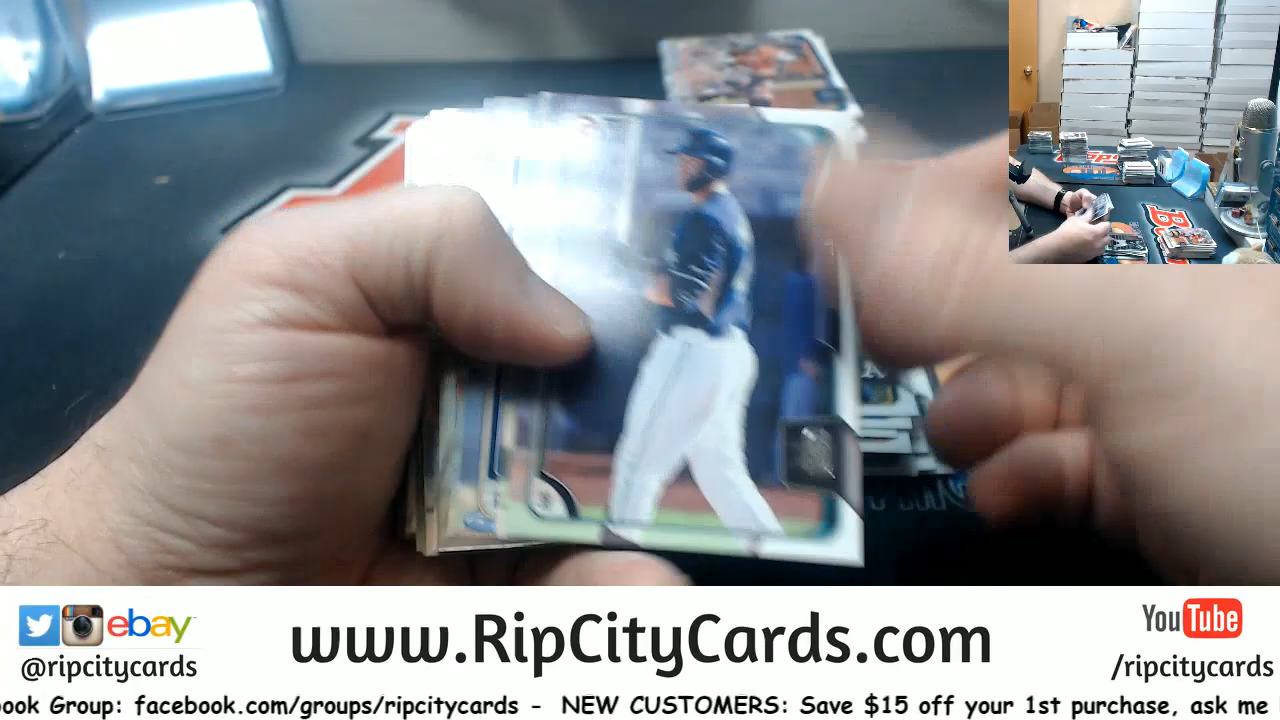 ebay
@ripcitycards
www.RipCityCards.com
YouTube
/ripcitycards
ook Group: facebook.com/groups/ripcitycards - NEW CUSTOMERS: Save $15 off your 1st purchase, ask me